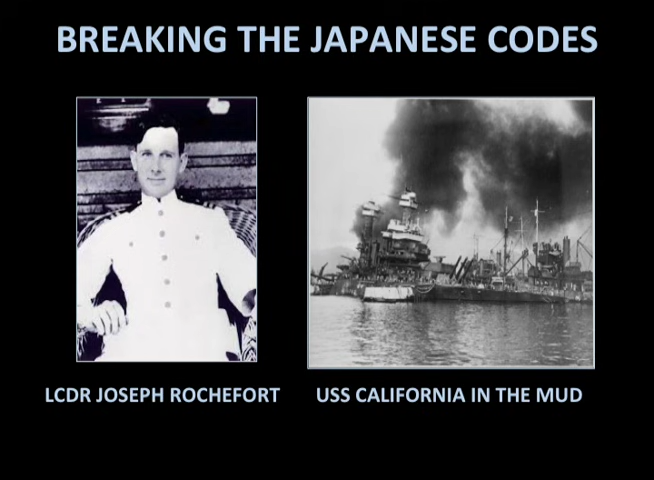 BREAKING THE JAPANESE CODES
LCDR JOSEPH ROCHEFORT
USS CALIFORNIA IN THE MUD